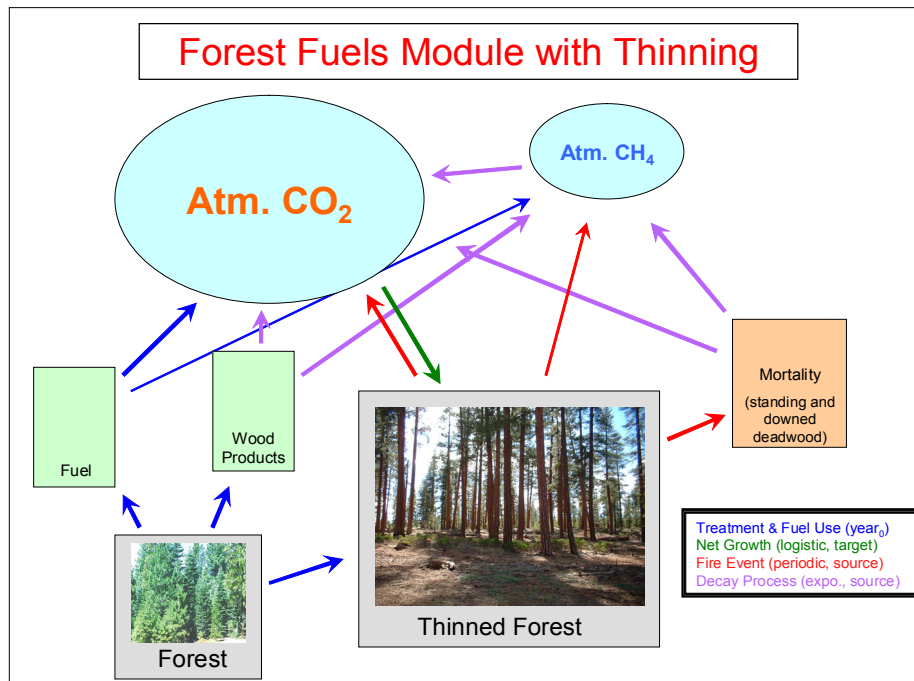 Forest Fuels Module with Thinning
Atm. CO₂
Atm. CH₄
Fuel
Wood
Products
Mortality
(standing and
downed
deadwood)
Forest
Thinned Forest
Treatment & Fuel Use (year₀)
Net Growth (logistic, target)
Fire Event (periodic, source)
Decay Process (expo., source)